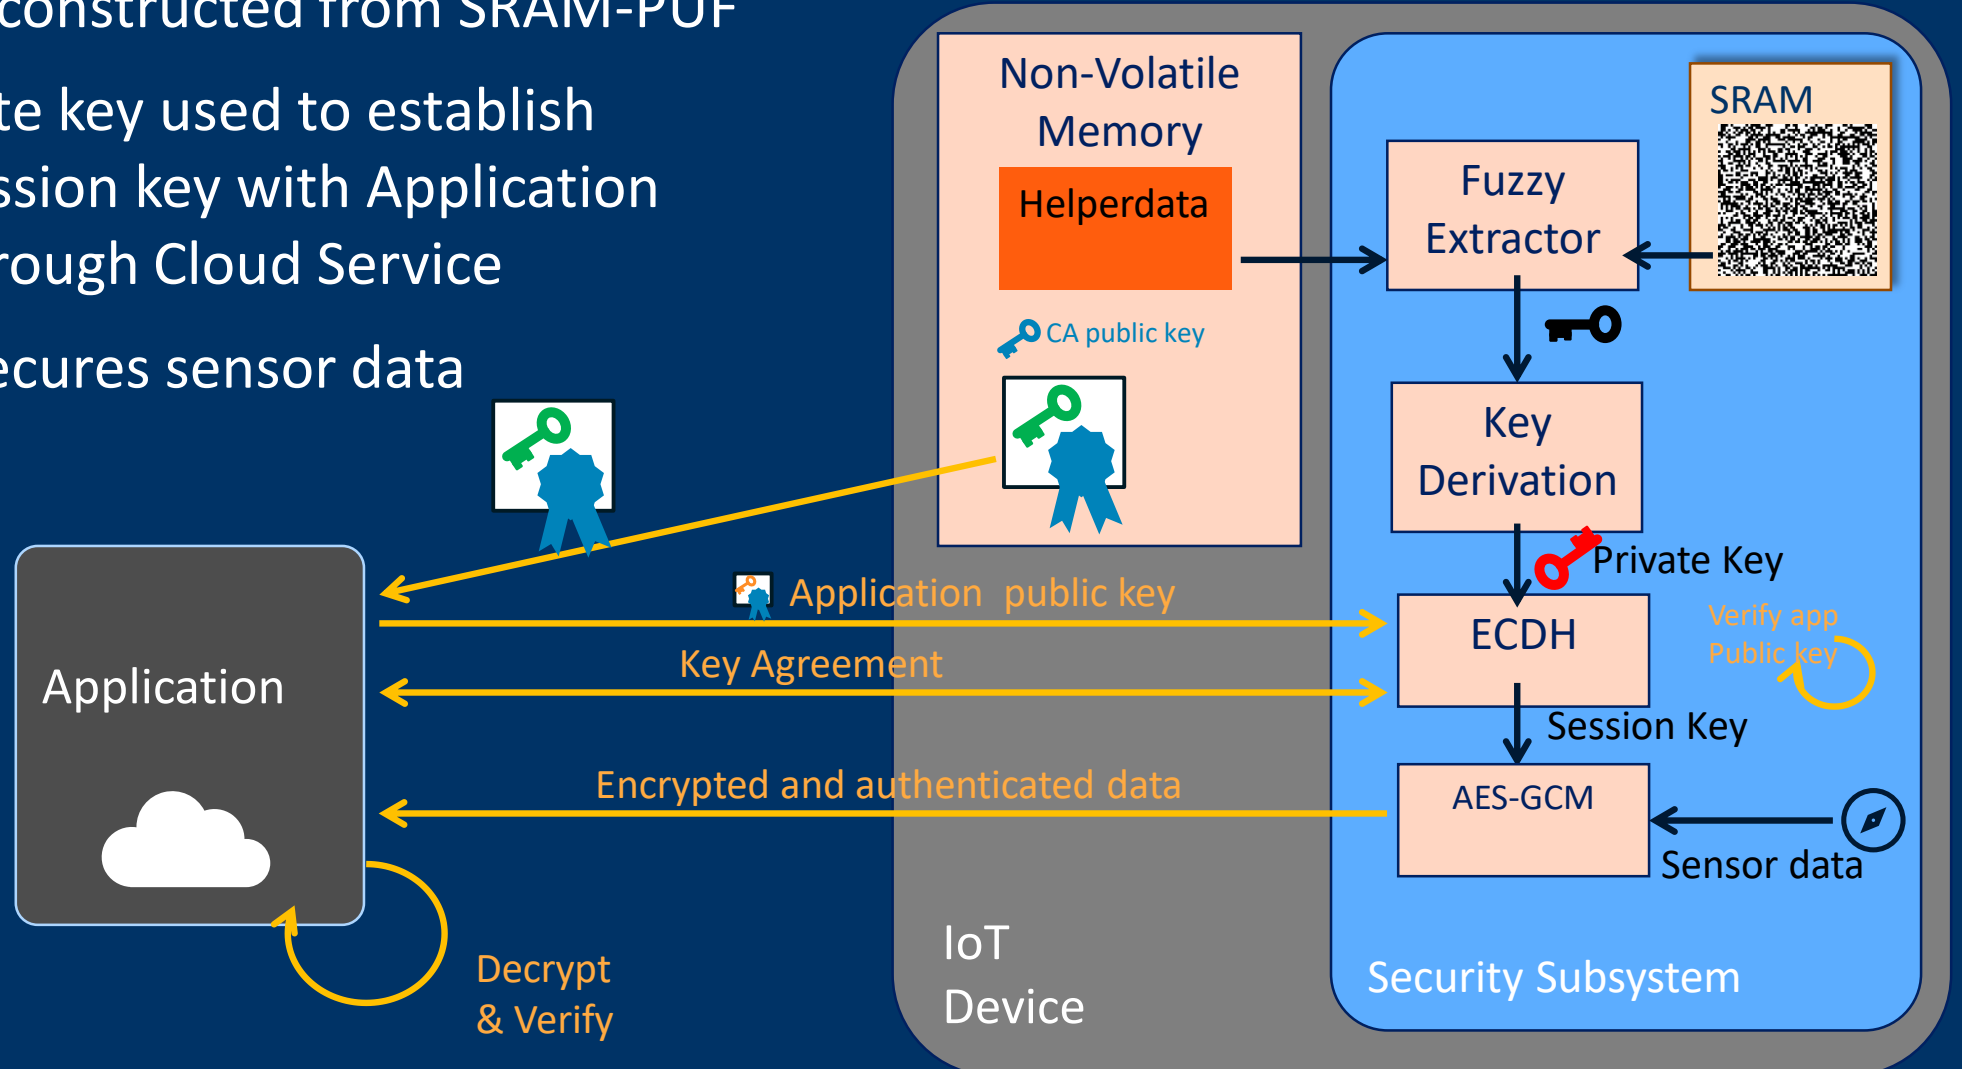 constructed from SRAM-PUF
te key used to establish
ssion key with Application
rough Cloud Service
ecures sensor data
Non-Volatile
Memory
Helperdata
CA public key
SRAM
Fuzzy
Extractor
Key
Derivation
Private Key
Application public key
ECDH
Verify app
Public key
Key Agreement
Application
Session Key
Encrypted and authenticated data
AES-GCM
Sensor data
Decrypt
& Verify
IoT
Device
Security Subsystem